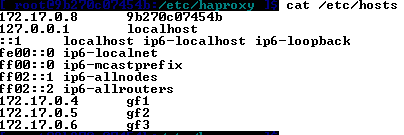 [ root@9b270c07454b:/etc/haproxy ]$ cat /etc/hosts
172.17.0.8 9b270c07454b
127.0.0.1 localhost
::1 localhost ip6-localhost ip6-loopback
fe00::0 ip6-localnet
ff00::0 ip6-mcastprefix
ff02::1 ip6-allnodes
ff02::2 ip6-allrouters
172.17.0.4 gf1
172.17.0.5 gf2
172.17.0.6 gf3